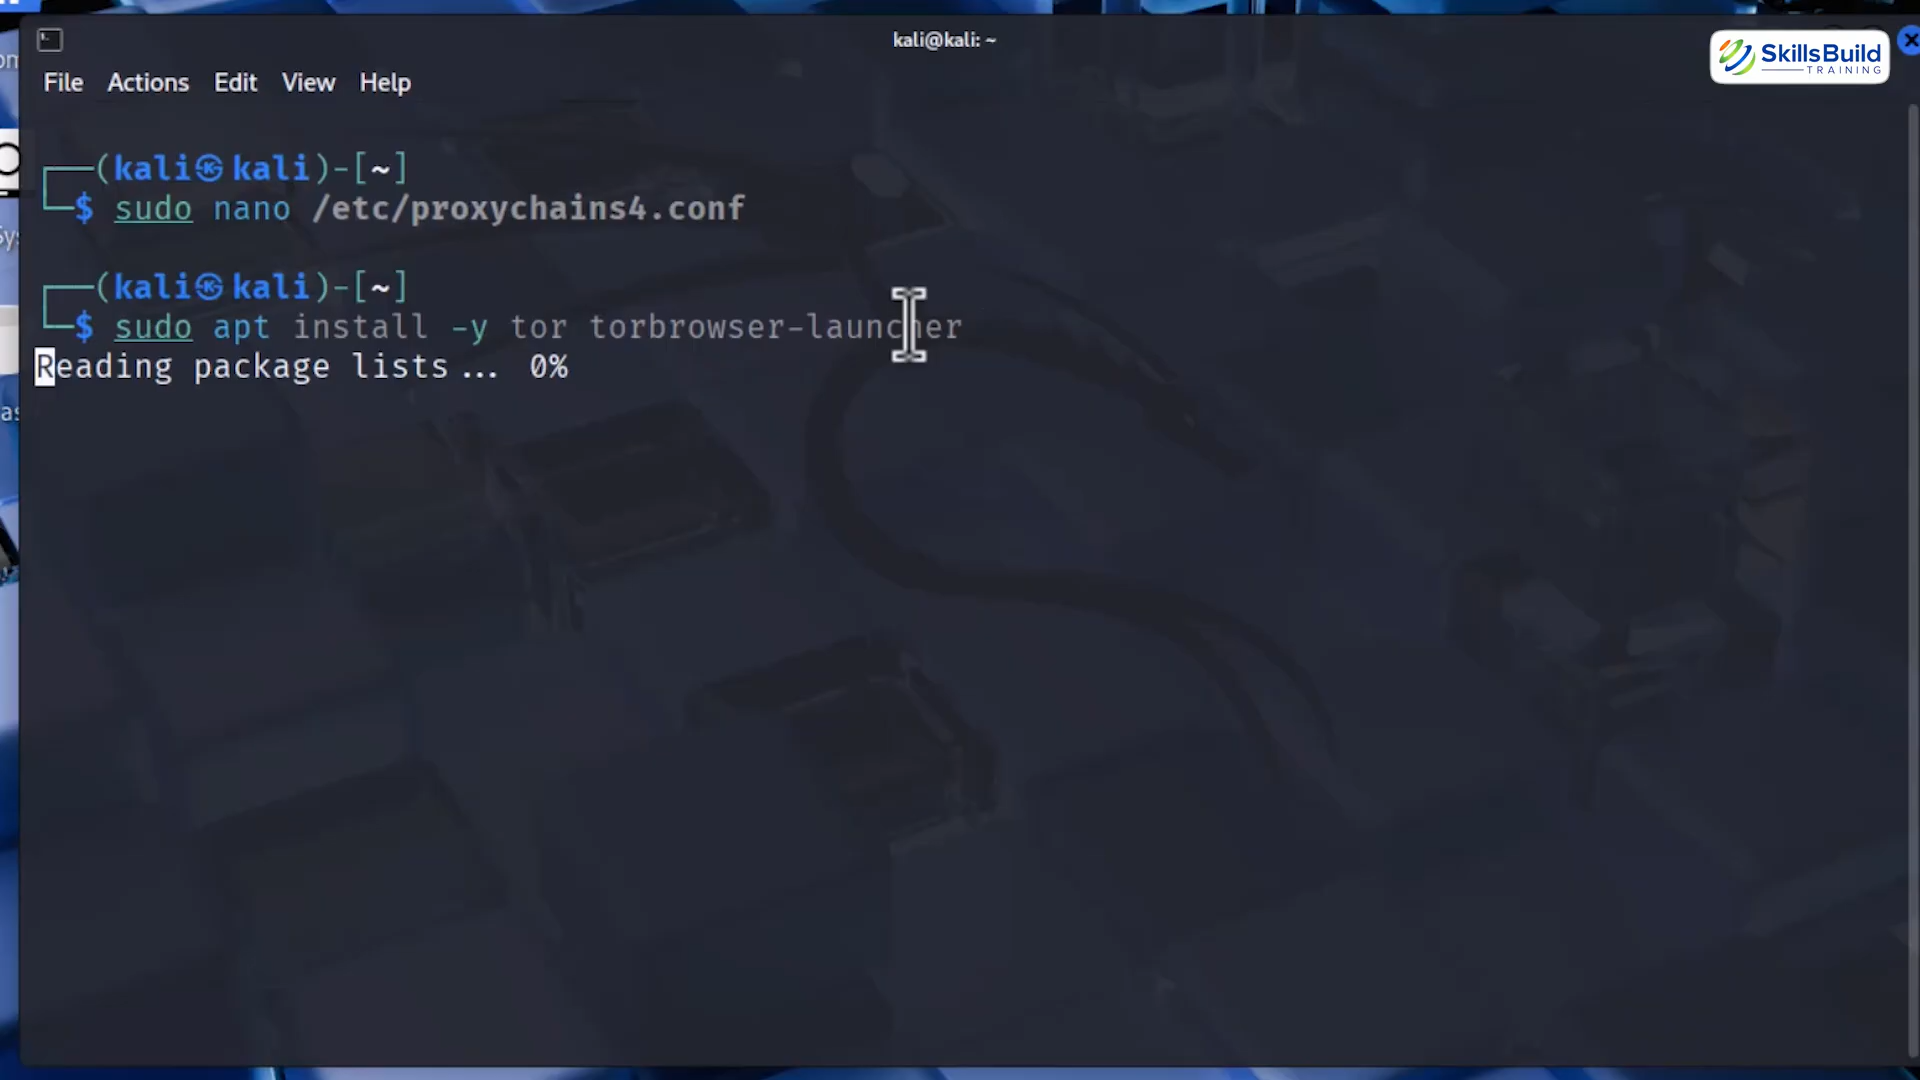 kali@kali: ~
SkillsBuild
TRAINING
File Actions Edit View Help
┌──(kali㉿kali)-[~]
└─$ sudo nano /etc/proxychains4.conf
┌──(kali㉿kali)-[~]
└─$ sudo apt install -y tor torbrowser-launcher
Reading package lists... 0%